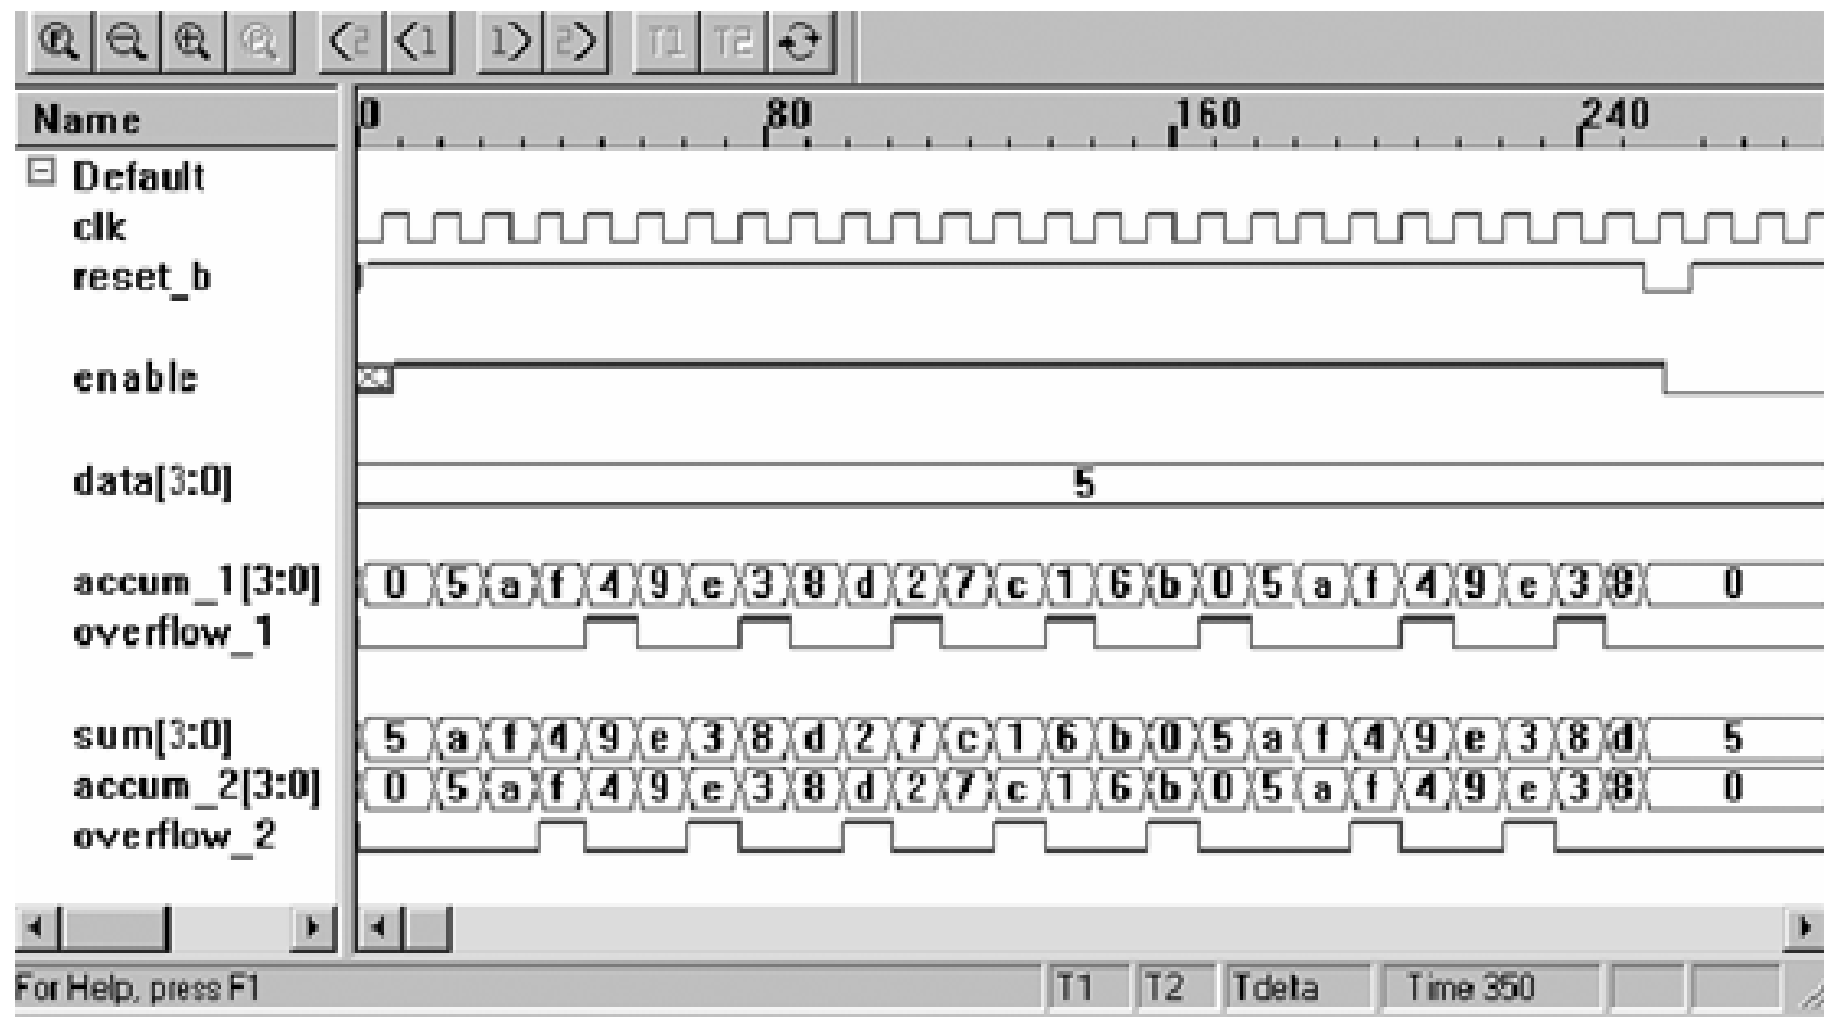 <2 <1 1> 2> T1 T2
Name 0 80 160 240
Default
clk
reset_b
enable
data[3:0] 5
accum_1[3:0] 0 5 a f 4 9 e 3 8 d 2 7 c 1 6 b 0 5 a f 4 9 e 3 8 0
overflow_1
sum[3:0] 5 a f 4 9 e 3 8 d 2 7 c 1 6 b 0 5 a f 4 9 e 3 8 d 5
accum_2[3:0] 0 5 a f 4 9 e 3 8 d 2 7 c 1 6 b 0 5 a f 4 9 e 3 8 0
overflow_2
For Help, press F1 T1 T2 Tdelta Time 350